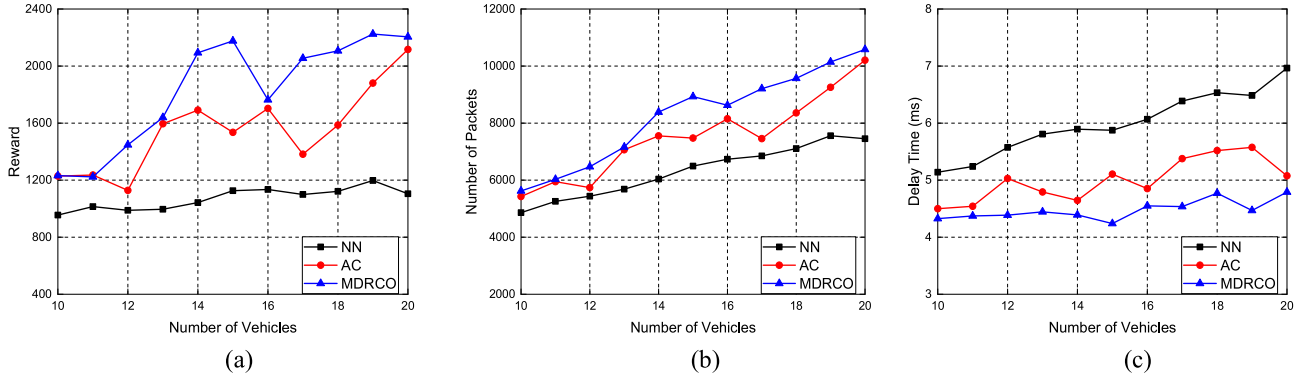 2400
2000
1600
1200
800
400
Reward
10 12 14 16 18 20
Number of Vehicles
NN
AC
MDRCO
(a)
12000
10000
8000
6000
4000
2000
Number of Packets
10 12 14 16 18 20
Number of Vehicles
NN
AC
MDRCO
(b)
8
7
6
5
4
3
Delay Time (ms)
10 12 14 16 18 20
Number of Vehicles
NN
AC
MDRCO
(c)